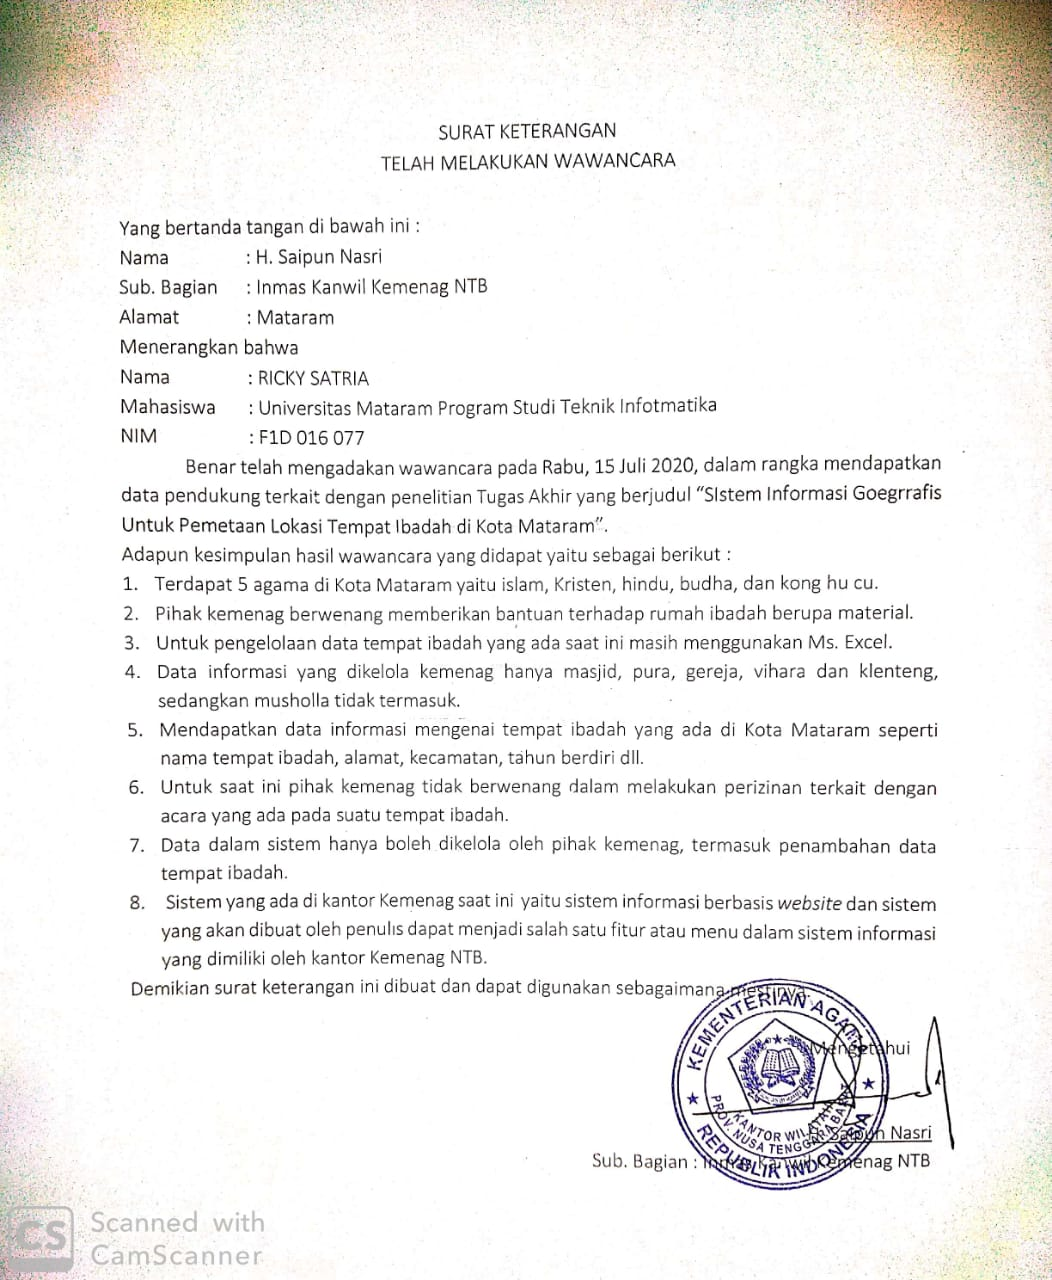 SURAT KETERANGAN
TELAH MELAKUKAN WAWANCARA
Yang bertanda tangan di bawah ini :
Nama : H. Saipun Nasri
Sub. Bagian : Inmas Kanwil Kemenag NTB
Alamat : Mataram
Menerangkan bahwa
Nama : RICKY SATRIA
Mahasiswa : Universitas Mataram Program Studi Teknik Infotmatika
NIM : F1D 016 077
Benar telah mengadakan wawancara pada Rabu, 15 Juli 2020, dalam rangka mendapatkan
data pendukung terkait dengan penelitian Tugas Akhir yang berjudul “SIstem Informasi Goegrrafis
Untuk Pemetaan Lokasi Tempat Ibadah di Kota Mataram”.
Adapun kesimpulan hasil wawancara yang didapat yaitu sebagai berikut :
1. Terdapat 5 agama di Kota Mataram yaitu islam, Kristen, hindu, budha, dan kong hu cu.
2. Pihak kemenag berwenang memberikan bantuan terhadap rumah ibadah berupa material.
3. Untuk pengelolaan data tempat ibadah yang ada saat ini masih menggunakan Ms. Excel.
4. Data informasi yang dikelola kemenag hanya masjid, pura, gereja, vihara dan klenteng,
sedangkan musholla tidak termasuk.
5. Mendapatkan data informasi mengenai tempat ibadah yang ada di Kota Mataram seperti
nama tempat ibadah, alamat, kecamatan, tahun berdiri dll.
6. Untuk saat ini pihak kemenag tidak berwenang dalam melakukan perizinan terkait dengan
acara yang ada pada suatu tempat ibadah.
7. Data dalam sistem hanya boleh dikelola oleh pihak kemenag, termasuk penambahan data
tempat ibadah.
8. Sistem yang ada di kantor Kemenag saat ini yaitu sistem informasi berbasis website dan sistem
yang akan dibuat oleh penulis dapat menjadi salah satu fitur atau menu dalam sistem informasi
yang dimiliki oleh kantor Kemenag NTB.
Demikian surat keterangan ini dibuat dan dapat digunakan sebagaimana mestinya.
KEMENTERIAN AGAMA
Mengetahui
KANTOR WILAYAH
PROV. NUSA TENGGARA BARAT
REPUBLIK INDONESIA
Saipun Nasri
Sub. Bagian : Inmas Kanwil Kemenag NTB
CS Scanned with
CamScanner